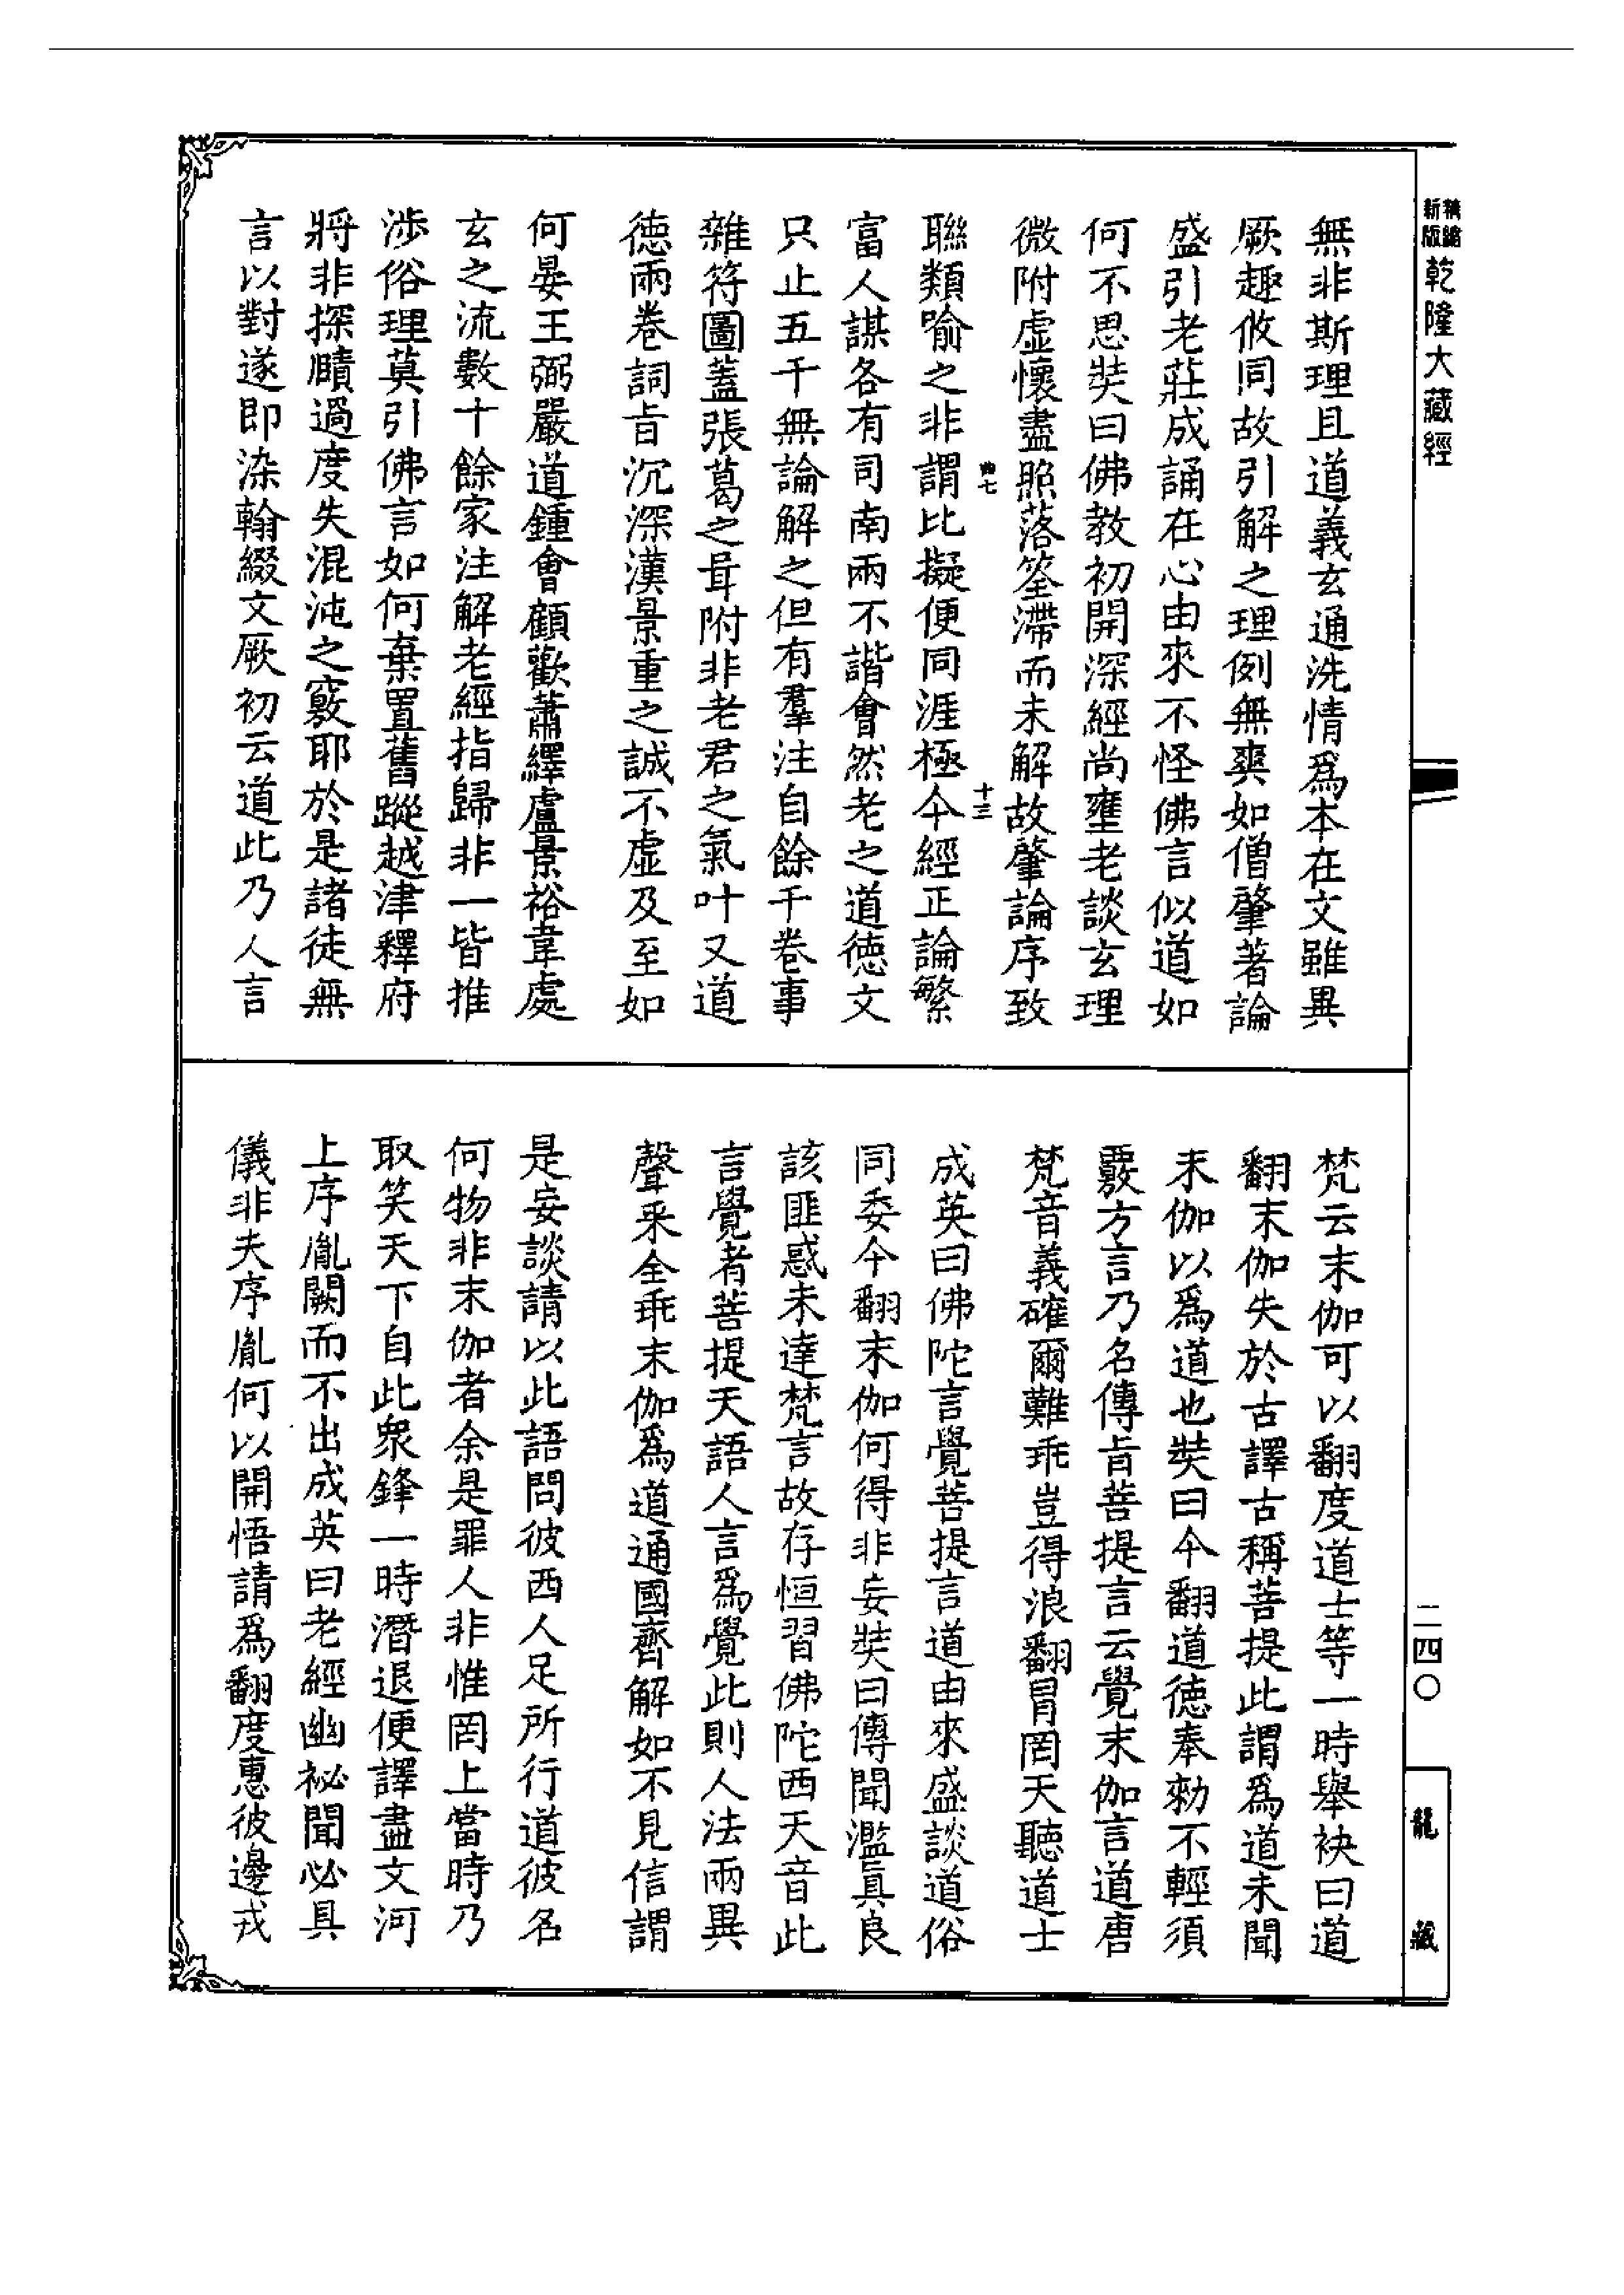 新版精縮乾隆大藏經
無非斯理且道義玄通洗情爲本在文雖異
厥趣攸同故引解之理例無爽如僧肇著論
盛引老莊成誦在心由來不怪佛言似道如
何不思奘曰佛教初開深經尚壅老談玄理
微附虛懷盡照落筌滯而未解故肇論序致
曲七 十三
聯類喻之非謂比擬便同涯極今經正論繁
富人謀各有司南兩不諧會然老之道德文
只止五千無論解之但有羣注自餘千卷事
雜符圖蓋張葛之咠附非老君之氣叶又道
德兩卷詞旨沉深漢景重之誠不虛及至如
何晏王弼嚴道鍾會顧歡蕭繹盧景裕韋處
玄之流數十餘家注解老經指歸非一皆推
涉俗理莫引佛言如何棄置舊蹤越津釋府
將非探賾過度失混沌之竅耶於是諸徒無
言以對遂即染翰綴文厥初云道此乃人言
梵云末伽可以翻度道士等一時舉袂曰道
翻末伽失於古譯古稱菩提此謂爲道未聞
末伽以爲道也奘曰今翻道德奉勑不輕須
覈方言乃名傳旨菩提言云覺末伽言道唐
梵音義確爾難乖豈得浪翻冒罔天聽道士
成英曰佛陀言覺菩提言道由來盛談道俗
同委今翻末伽何得非妄奘曰傳聞濫眞良
該匪惑未達梵言故存恒習佛陀西天音此
言覺者菩提天語人言爲覺此則人法兩異
聲采全乖末伽爲道通國齊解如不見信謂
是妄談請以此語問彼西人足所行道彼名
何物非末伽者余是罪人非惟罔上當時乃
取笑天下自此眾鋒一時潛退便譯盡文河
上序胤闕而不出成英曰老經幽祕聞必具
儀非夫序胤何以開悟請爲翻度惠彼邊戎
二四〇
龍藏